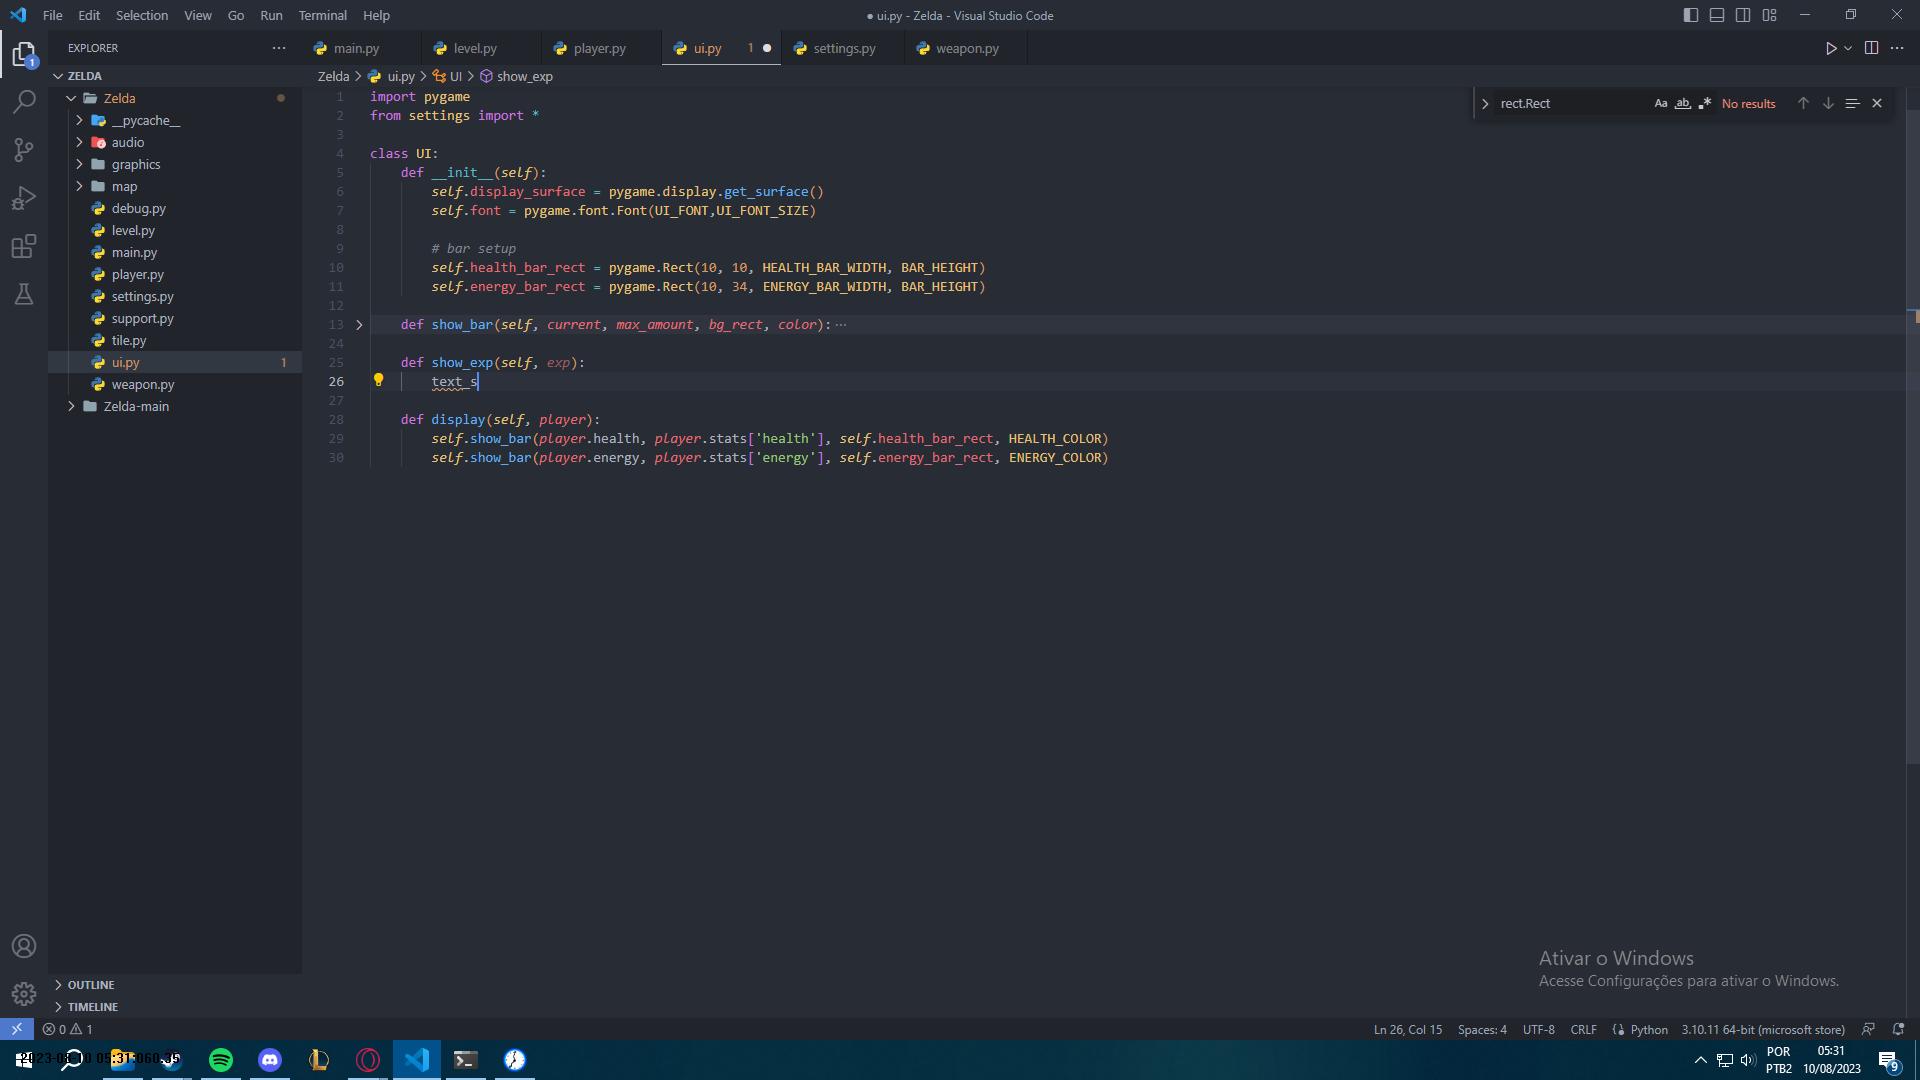 File Edit Selection View Go Run Terminal Help
● ui.py - Zelda - Visual Studio Code
EXPLORER
main.py
level.py
player.py
ui.py 1
settings.py
weapon.py
ZELDA
Zelda > ui.py > UI > show_exp
Zelda
__pycache__
audio
graphics
map
debug.py
level.py
main.py
player.py
settings.py
support.py
tile.py
ui.py 1
weapon.py
Zelda-main
OUTLINE
TIMELINE
1
rect.Rect Aa ab .* No results
1 import pygame
2 from settings import *
3
4 class UI:
5 def __init__(self):
6 self.display_surface = pygame.display.get_surface()
7 self.font = pygame.font.Font(UI_FONT,UI_FONT_SIZE)
8
9 # bar setup
10 self.health_bar_rect = pygame.Rect(10, 10, HEALTH_BAR_WIDTH, BAR_HEIGHT)
11 self.energy_bar_rect = pygame.Rect(10, 34, ENERGY_BAR_WIDTH, BAR_HEIGHT)
12
13 def show_bar(self, current, max_amount, bg_rect, color):⋯
24
25 def show_exp(self, exp):
26 text_s
27
28 def display(self, player):
29 self.show_bar(player.health, player.stats['health'], self.health_bar_rect, HEALTH_COLOR)
30 self.show_bar(player.energy, player.stats['energy'], self.energy_bar_rect, ENERGY_COLOR)
Ativar o Windows
Acesse Configurações para ativar o Windows.
0 1
Ln 26, Col 15 Spaces: 4 UTF-8 CRLF Python 3.10.11 64-bit (microsoft store)
POR
PTB2
05:31
10/08/2023
9